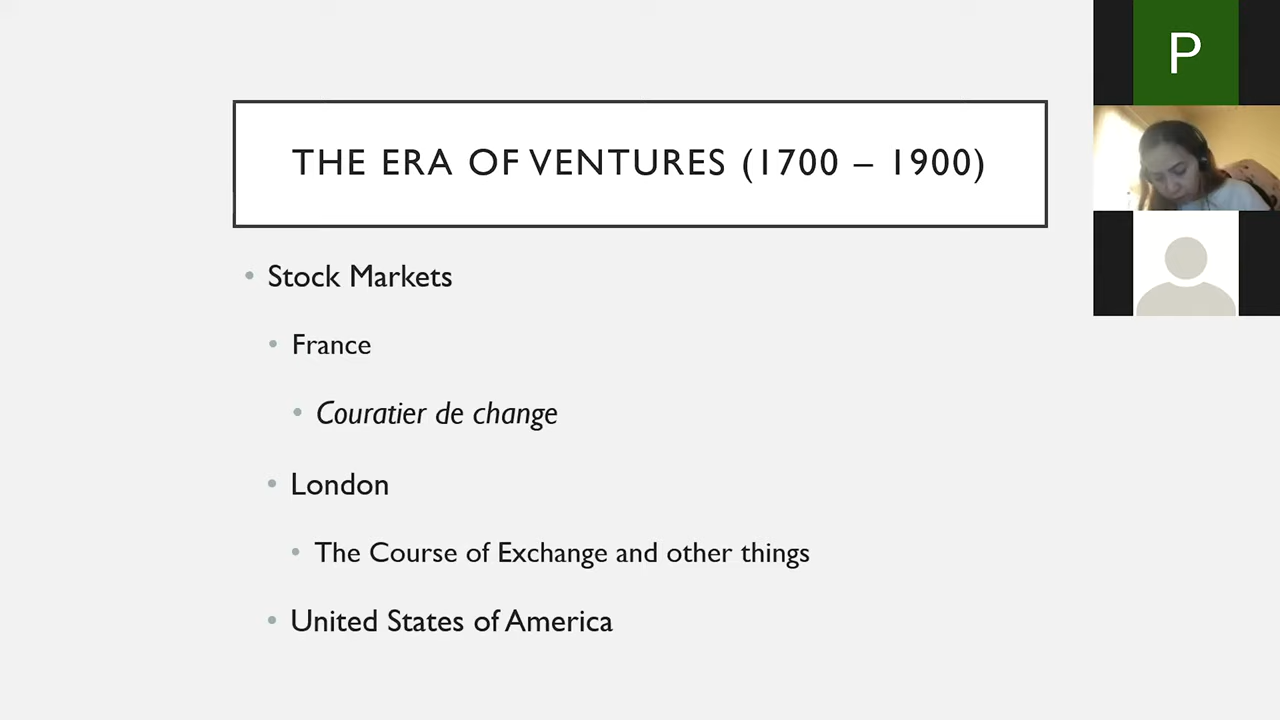 THE ERA OF VENTURES (1700 – 1900)
P
• Stock Markets
• France
• Couratier de change
• London
• The Course of Exchange and other things
• United States of America